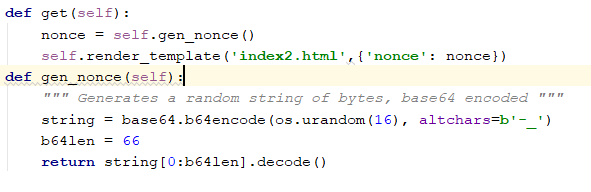 def get(self):
    nonce = self.gen_nonce()
    self.render_template('index2.html',{'nonce': nonce})
def gen_nonce(self):
    """ Generates a random string of bytes, base64 encoded """
    string = base64.b64encode(os.urandom(16), altchars=b'-_')
    b64len = 66
    return string[0:b64len].decode()